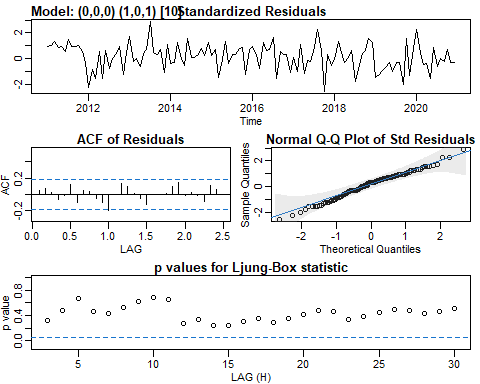 Model: (0,0,0) (1,0,1) [10] Standardized Residuals
-2 0 1 2
2012 2014 2016 2018 2020
Time
ACF of Residuals
ACF
-0.2 0.2
0.0 0.5 1.0 1.5 2.0 2.5
LAG
Normal Q-Q Plot of Std Residuals
Sample Quantiles
-2 0 1 2 3
-2 -1 0 1 2
Theoretical Quantiles
p values for Ljung-Box statistic
p value
0.0 0.4 0.8
5 10 15 20 25 30
LAG (H)